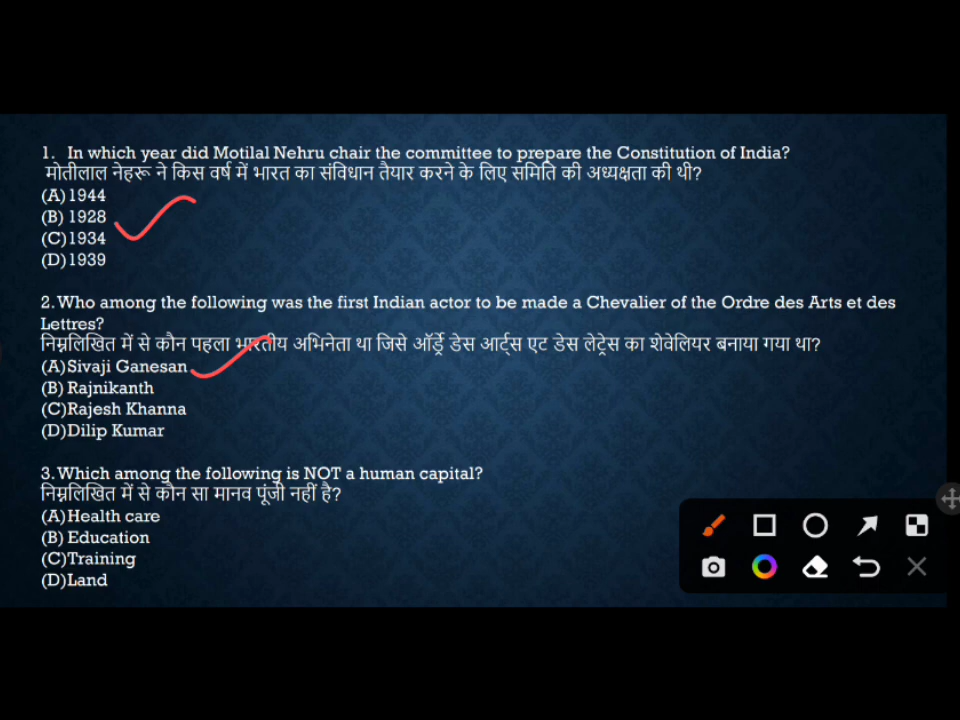 1. In which year did Motilal Nehru chair the committee to prepare the Constitution of India?
मोतीलाल नेहरू ने किस वर्ष में भारत का संविधान तैयार करने के लिए समिति की अध्यक्षता की थी?
(A) 1944
(B) 1928
(C) 1934
(D) 1939
2. Who among the following was the first Indian actor to be made a Chevalier of the Ordre des Arts et des
Lettres?
निम्नलिखित में से कौन पहला भारतीय अभिनेता था जिसे ऑर्ड्रे डेस आर्ट्स एट डेस लेट्रेस का शेवेलियर बनाया गया था?
(A) Sivaji Ganesan
(B) Rajnikanth
(C) Rajesh Khanna
(D) Dilip Kumar
3. Which among the following is NOT a human capital?
निम्नलिखित में से कौन सा मानव पूंजी नहीं है?
(A) Health care
(B) Education
(C) Training
(D) Land